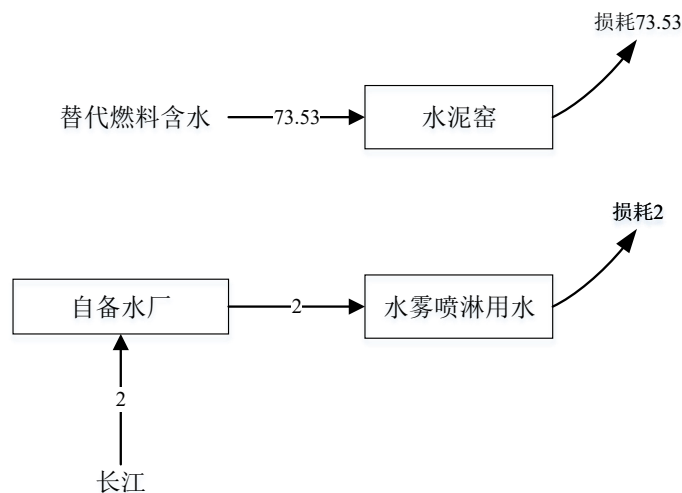 损耗73.53
替代燃料含水
73.53
水泥窑
损耗2
自备水厂
2
水雾喷淋用水
2
长江